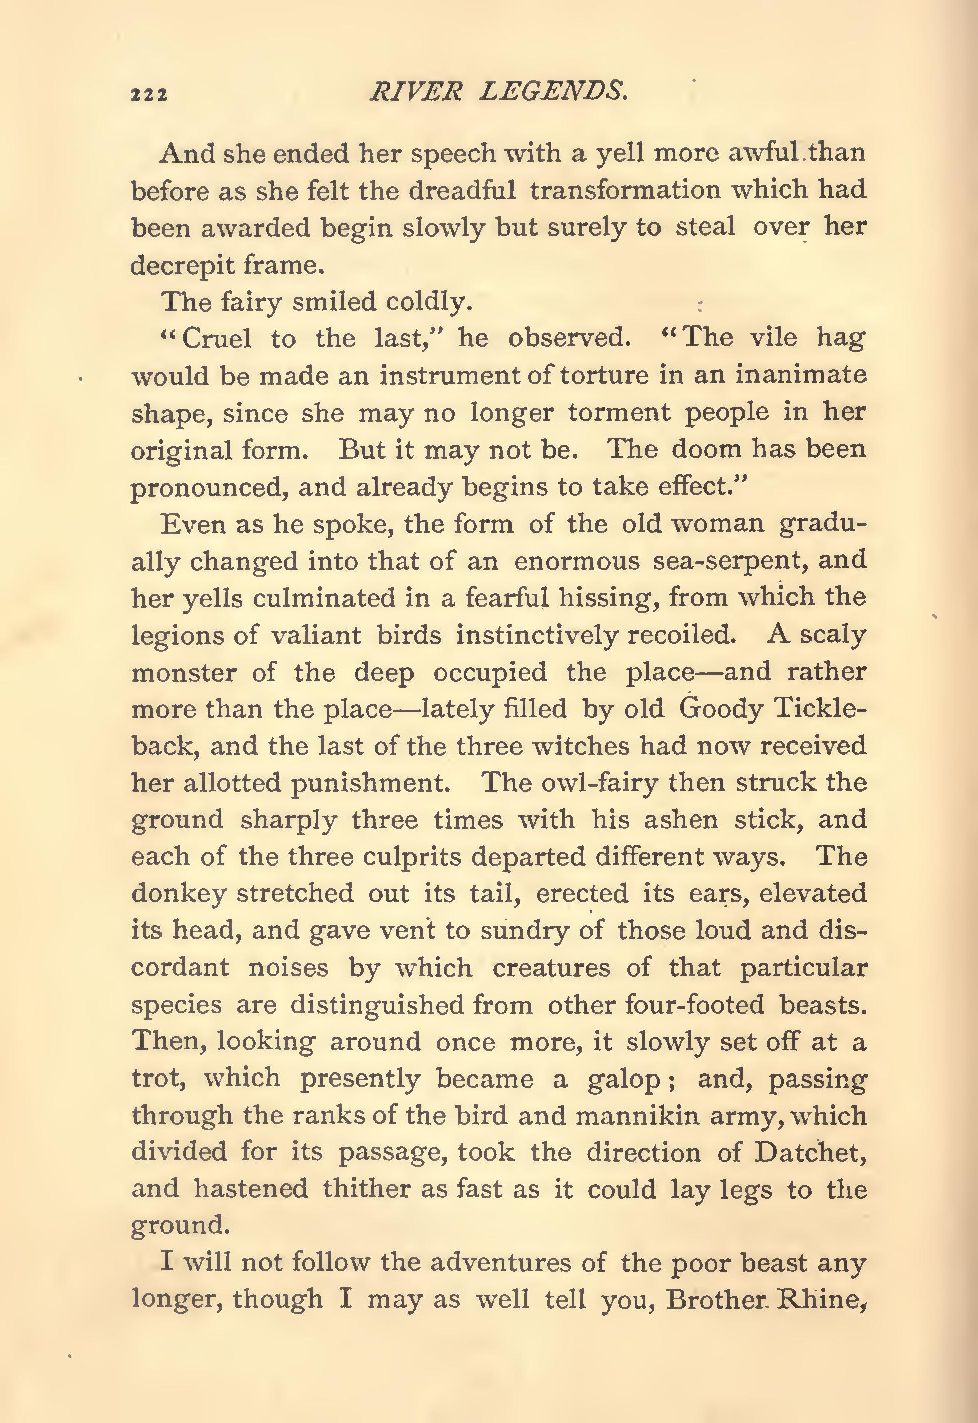 222 RIVER LEGENDS.
And she ended her speech with a yell more awful than
before as she felt the dreadful transformation which had
been awarded begin slowly but surely to steal over her
decrepit frame.
The fairy smiled coldly.
“Cruel to the last,” he observed. “The vile hag
would be made an instrument of torture in an inanimate
shape, since she may no longer torment people in her
original form. But it may not be. The doom has been
pronounced, and already begins to take effect.”
Even as he spoke, the form of the old woman gradu-
ally changed into that of an enormous sea-serpent, and
her yells culminated in a fearful hissing, from which the
legions of valiant birds instinctively recoiled. A scaly
monster of the deep occupied the place—and rather
more than the place—lately filled by old Goody Tickle-
back, and the last of the three witches had now received
her allotted punishment. The owl-fairy then struck the
ground sharply three times with his ashen stick, and
each of the three culprits departed different ways. The
donkey stretched out its tail, erected its ears, elevated
its head, and gave vent to sundry of those loud and dis-
cordant noises by which creatures of that particular
species are distinguished from other four-footed beasts.
Then, looking around once more, it slowly set off at a
trot, which presently became a galop; and, passing
through the ranks of the bird and mannikin army, which
divided for its passage, took the direction of Datchet,
and hastened thither as fast as it could lay legs to the
ground.
I will not follow the adventures of the poor beast any
longer, though I may as well tell you, Brother Rhine,